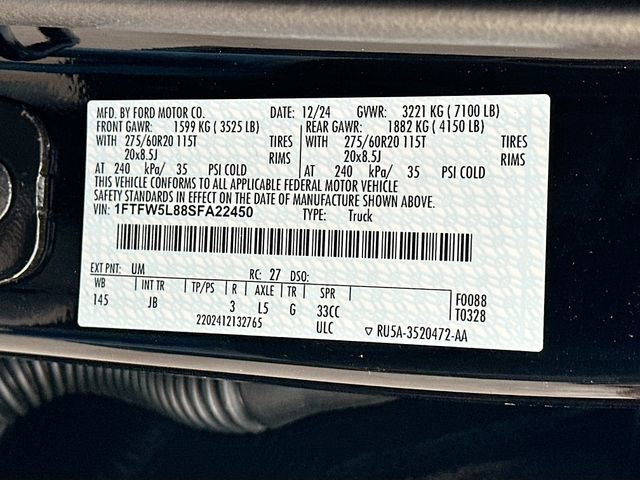 MFD. BY FORD MOTOR CO. DATE: 12/24 GVWR: 3221 KG ( 7100 LB)
FRONT GAWR: 1599 KG ( 3525 LB) REAR GAWR: 1882 KG ( 4150 LB)
WITH 275/60R20 115T TIRES WITH 275/60R20 115T TIRES
20x8.5J RIMS 20x8.5J RIMS
AT 240 kPa/ 35 PSI COLD AT 240 kPa/ 35 PSI COLD
THIS VEHICLE CONFORMS TO ALL APPLICABLE FEDERAL MOTOR VEHICLE
SAFETY STANDARDS IN EFFECT ON THE DATE OF MANUFACTURE SHOWN ABOVE.
VIN: 1FTFW5L88SFA22450 TYPE: Truck
EXT PNT: UM RC: 27 DSO:
WB INT TR TP/PS R AXLE TR SPR F0088
145 JB 3 L5 G 33CC T0328
2202412132765 ULC ▽ RU5A-3520472-AA